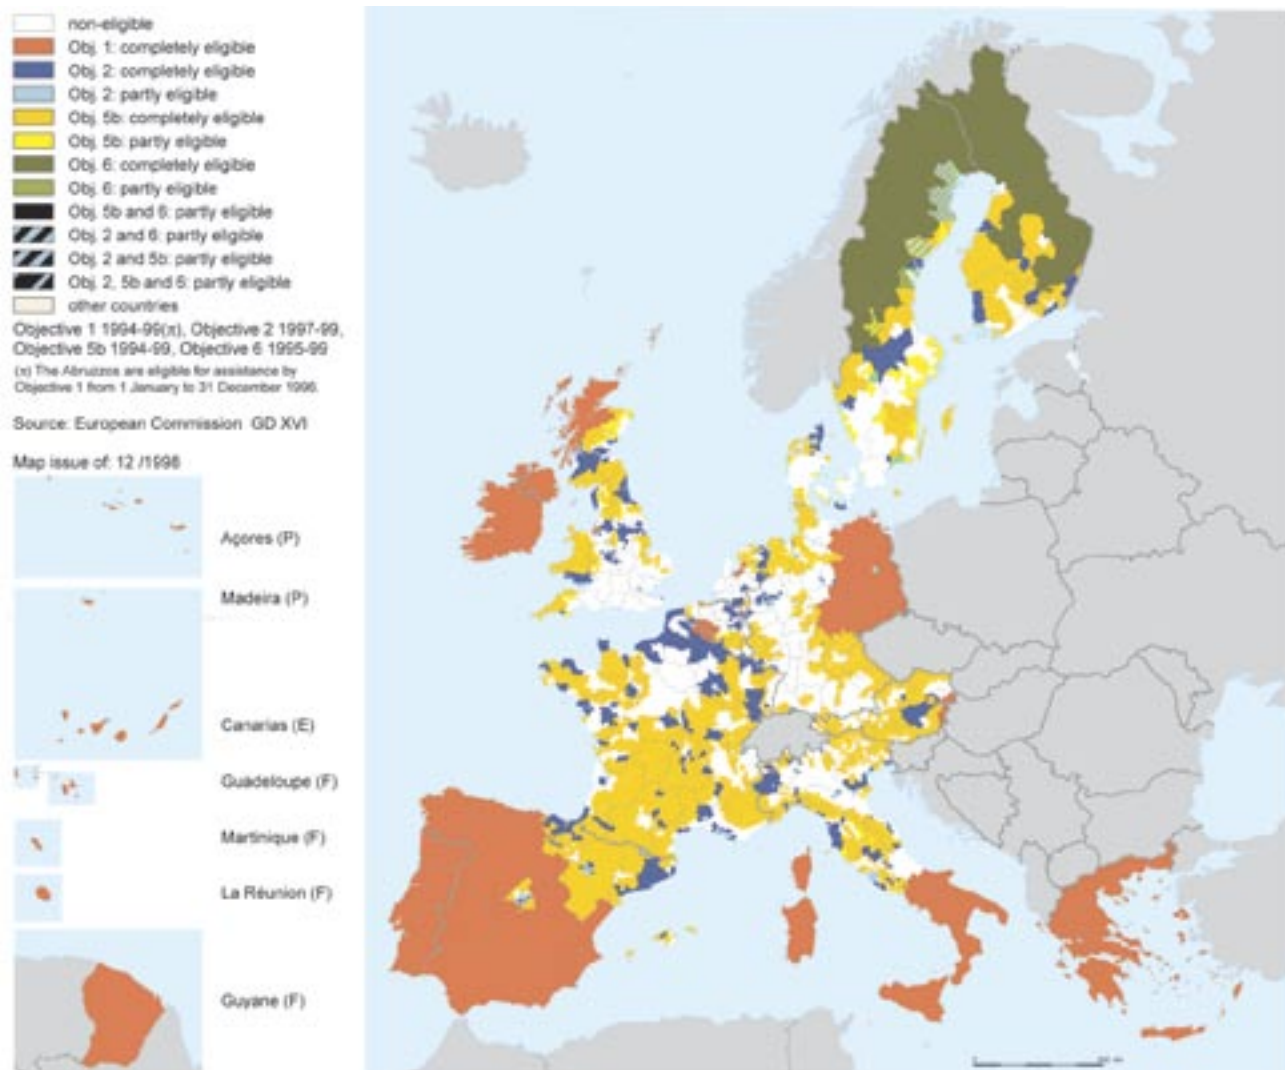 non-eligible
Obj. 1: completely eligible
Obj. 2: completely eligible
Obj. 2: partly eligible
Obj. 5b: completely eligible
Obj. 5b: partly eligible
Obj. 6: completely eligible
Obj. 6: partly eligible
Obj. 5b and 6: partly eligible
Obj. 2 and 6: partly eligible
Obj. 2 and 5b: partly eligible
Obj. 2, 5b and 6: partly eligible
other countries
Objective 1 1994-99(π), Objective 2 1997-99,
Objective 5b 1994-99, Objective 6 1995-99
(π) The Abruzzos are eligible for assistance by
Objective 1 from 1 January to 31 December 1996.
Source: European Commission GD XVI
Map issue of: 12 /1998
Açores (P)
Madeira (P)
Canarias (E)
Guadeloupe (F)
Martinique (F)
La Réunion (F)
Guyane (F)